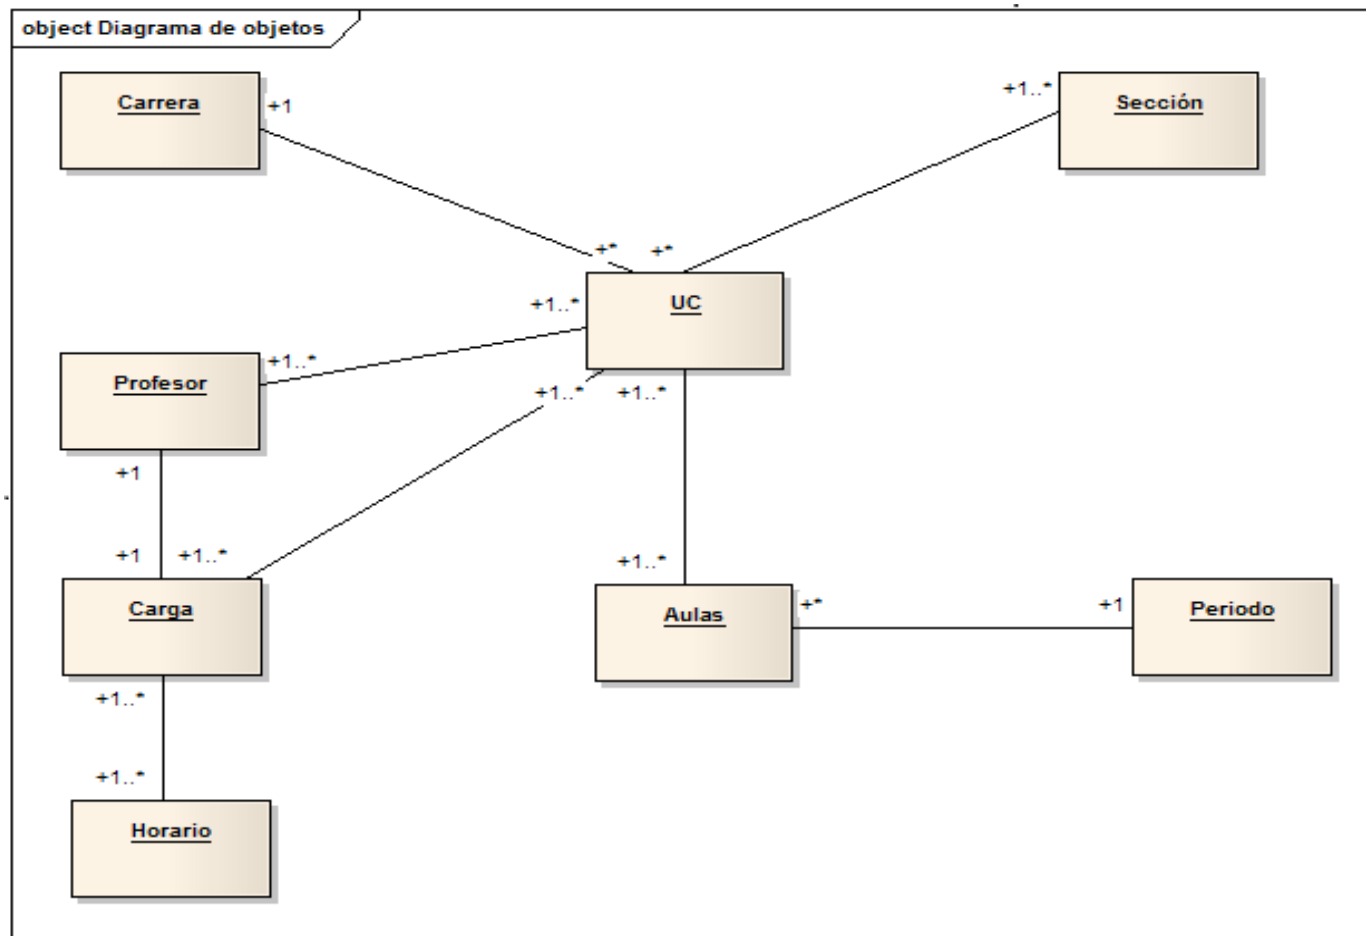 object Diagrama de objetos
Carrera
+1
+1..*
Sección
+*
+*
UC
+1..*
+1..*
Profesor
+1..*
+1..*
+1
+1
+1..*
+1..*
Carga
Aulas
+*
+1
Periodo
+1..*
+1..*
Horario